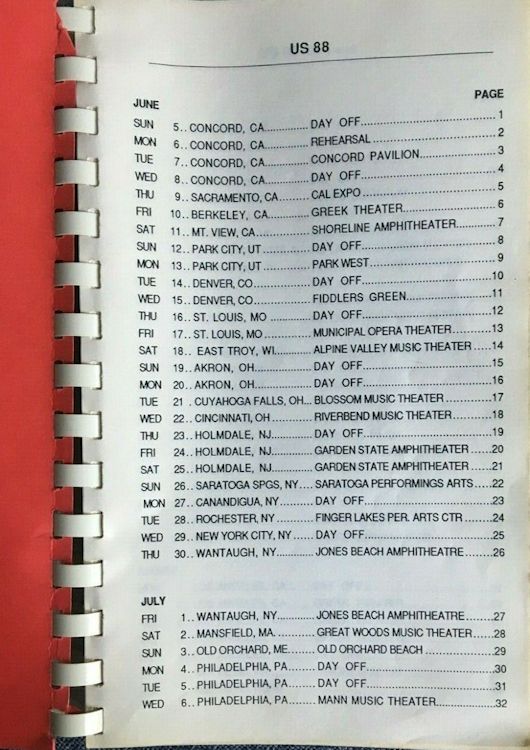 US 88
PAGE
JUNE
SUN 5.. CONCORD, CA.............. DAY OFF.......................................1
MON 6.. CONCORD, CA.............. REHEARSAL...................................2
TUE 7.. CONCORD, CA.............. CONCORD PAVILION.....................3
WED 8.. CONCORD, CA.............. DAY OFF.......................................4
THU 9.. SACRAMENTO, CA......... CAL EXPO......................................5
FRI 10.. BERKELEY, CA............. GREEK THEATER..........................6
SAT 11.. MT. VIEW, CA................ SHORELINE AMPHITHEATER..........7
SUN 12.. PARK CITY, UT .............. DAY OFF.......................................8
MON 13.. PARK CITY, UT .............. PARK WEST...................................9
TUE 14.. DENVER, CO.................. DAY OFF.......................................10
WED 15.. DENVER, CO.................. FIDDLERS GREEN.........................11
THU 16.. ST. LOUIS, MO .............. DAY OFF.......................................12
FRI 17.. ST. LOUIS, MO ............... MUNICIPAL OPERA THEATER..........13
SAT 18.. EAST TROY, WI............ ALPINE VALLEY MUSIC THEATER ....14
SUN 19.. AKRON, OH.................. DAY OFF.......................................15
MON 20.. AKRON, OH................... DAY OFF.......................................16
TUE 21 . CUYAHOGA FALLS, OH... BLOSSOM MUSIC THEATER............17
WED 22.. CINCINNATI, OH............. RIVERBEND MUSIC THEATER.........18
THU 23.. HOLMDALE, NJ.............. DAY OFF.......................................19
FRI 24.. HOLMDALE, NJ.............. GARDEN STATE AMPHITHEATER .....20
SAT 25.. HOLMDALE, NJ.............. GARDEN STATE AMPHITHEATER .....21
SUN 26.. SARATOGA SPGS, NY .... SARATOGA PERFORMINGS ARTS .....22
MON 27.. CANANDIGUA, NY........... DAY OFF.......................................23
TUE 28.. ROCHESTER, NY........... FINGER LAKES PER. ARTS CTR .....24
WED 29.. NEW YORK CITY, NY ..... DAY OFF.......................................25
THU 30.. WANTAUGH, NY............. JONES BEACH AMPHITHEATRE ......26
JULY
FRI 1.. WANTAUGH, NY............. JONES BEACH AMPHITHEATRE......27
SAT 2.. MANSFIELD, MA. ............ GREAT WOODS MUSIC THEATER.....28
SUN 3.. OLD ORCHARD, ME........ OLD ORCHARD BEACH ..................29
MON 4.. PHILADELPHIA, PA......... DAY OFF.......................................30
TUE 5.. PHILADELPHIA, PA......... DAY OFF.......................................31
WED 6.. PHILADELPHIA, PA........ MANN MUSIC THEATER.................32